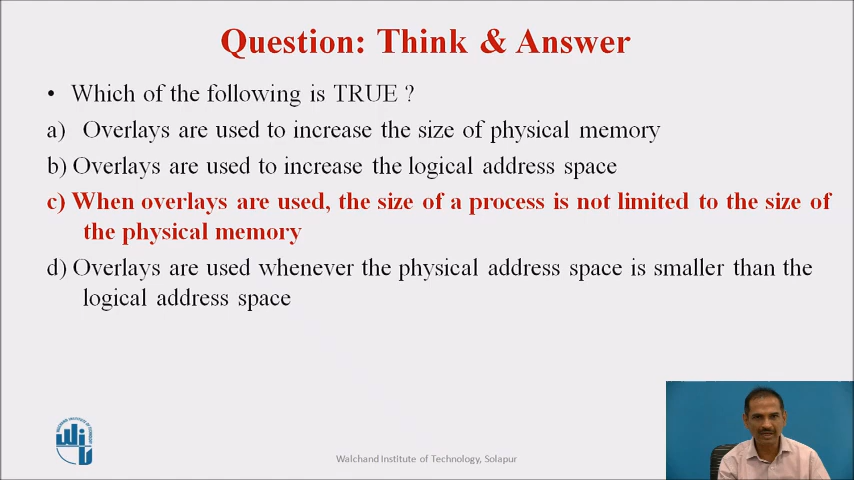 Question: Think & Answer
• Which of the following is TRUE ?
a) Overlays are used to increase the size of physical memory
b) Overlays are used to increase the logical address space
c) When overlays are used, the size of a process is not limited to the size of
the physical memory
d) Overlays are used whenever the physical address space is smaller than the
logical address space
Walchand Institute of Technology, Solapur